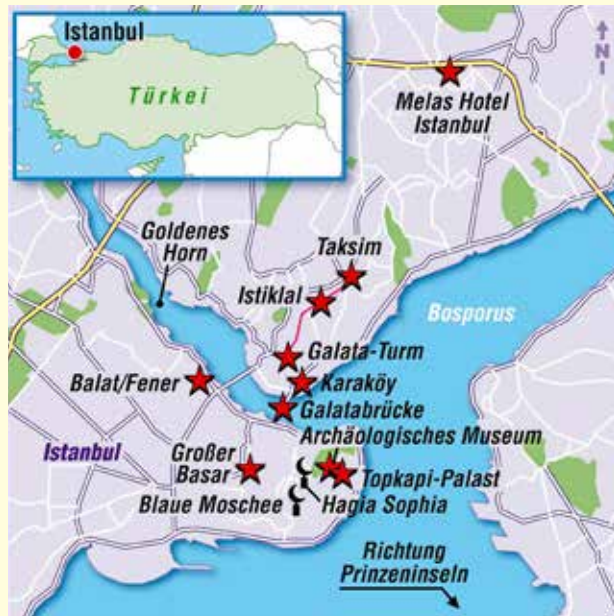 Istanbul
Türkei
N
Melas Hotel
Istanbul
Goldenes
Horn
Taksim
Istiklal
Bosporus
Galata-Turm
Balat/Fener
Karaköy
Galatabrücke
Archäologisches Museum
Istanbul
Großer
Basar
Topkapi-Palast
Blaue Moschee
Hagia Sophia
Richtung
Prinzeninseln